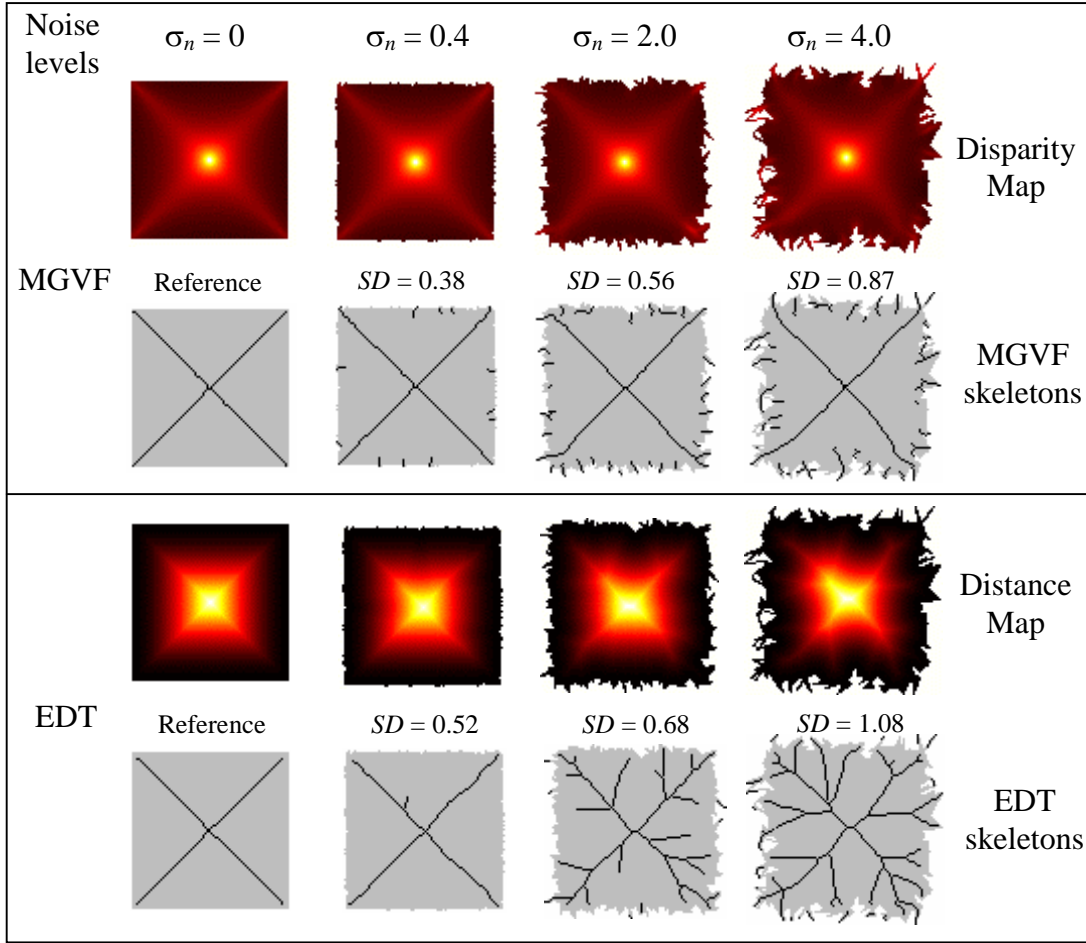 Noise levels
σn = 0
σn = 0.4
σn = 2.0
σn = 4.0
Disparity Map
MGVF
Reference
SD = 0.38
SD = 0.56
SD = 0.87
MGVF skeletons
Distance Map
EDT
Reference
SD = 0.52
SD = 0.68
SD = 1.08
EDT skeletons